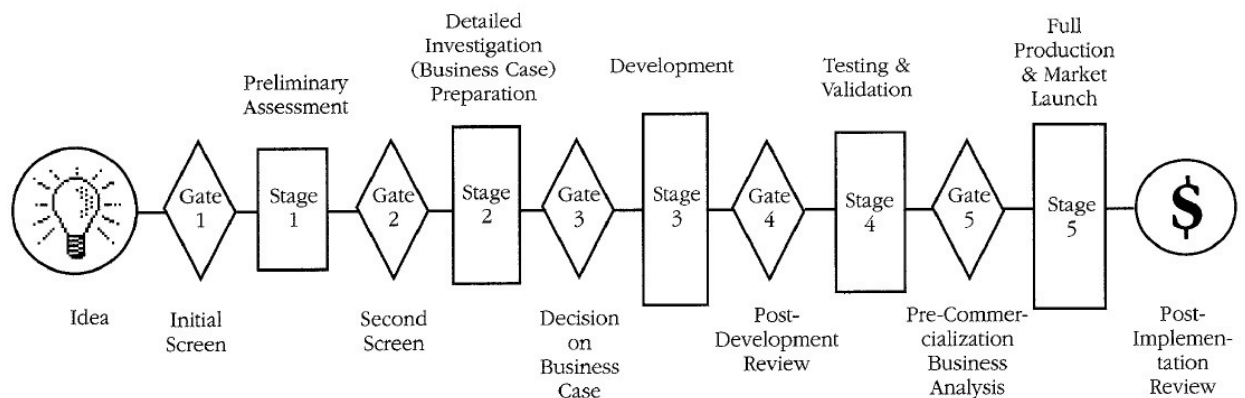 Preliminary
Assessment
Detailed
Investigation
(Business Case)
Preparation
Development
Testing &
Validation
Full
Production
& Market
Launch
Gate
1
Stage
1
Gate
2
Stage
2
Gate
3
Stage
3
Gate
4
Stage
4
Gate
5
Stage
5
$
Idea
Initial
Screen
Second
Screen
Decision
on
Business
Case
Post-
Development
Review
Pre-Commer-
cialization
Business
Analysis
Post-
Implemen-
tation
Review